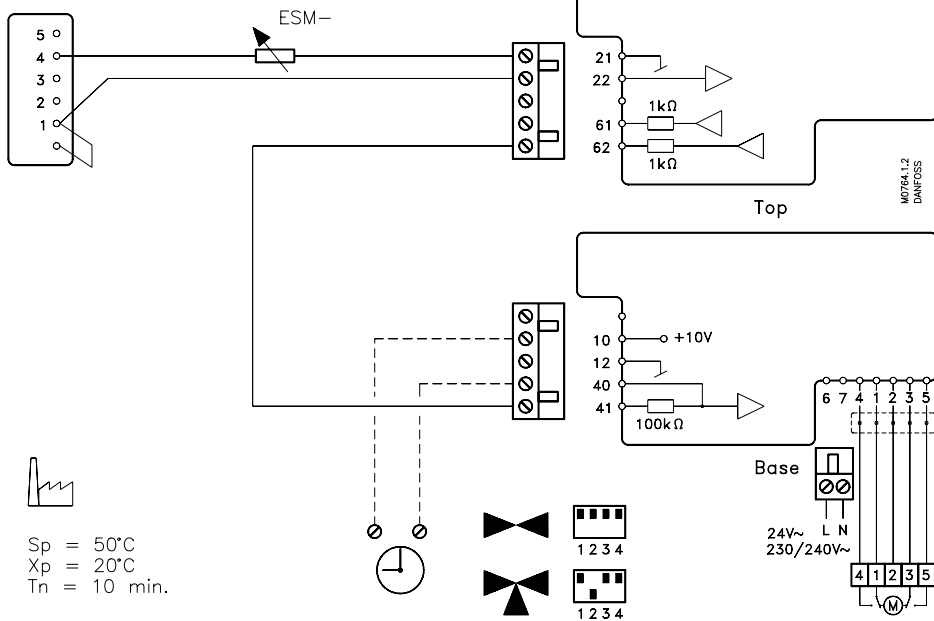 ESM-
5
4
3
2
1
21
22
61
1kΩ
62
1kΩ
M0764.1.2
DANFOSS
Top
10
+10V
12
40
41
100kΩ
6 7 4 1 2 3 5
Base
L N
24V~
230/240V~
4 1 2 3 5
M
1 2 3 4
1 2 3 4
Sp = 50°C
Xp = 20°C
Tn = 10 min.